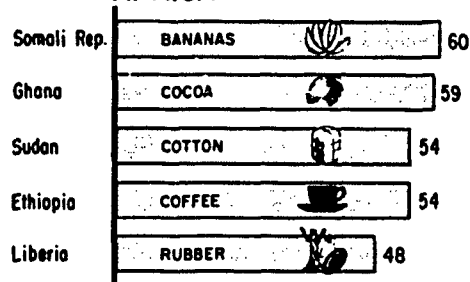 Somali Rep. BANANAS 60
Ghana COCOA 59
Sudan COTTON 54
Ethiopia COFFEE 54
Liberia RUBBER 48